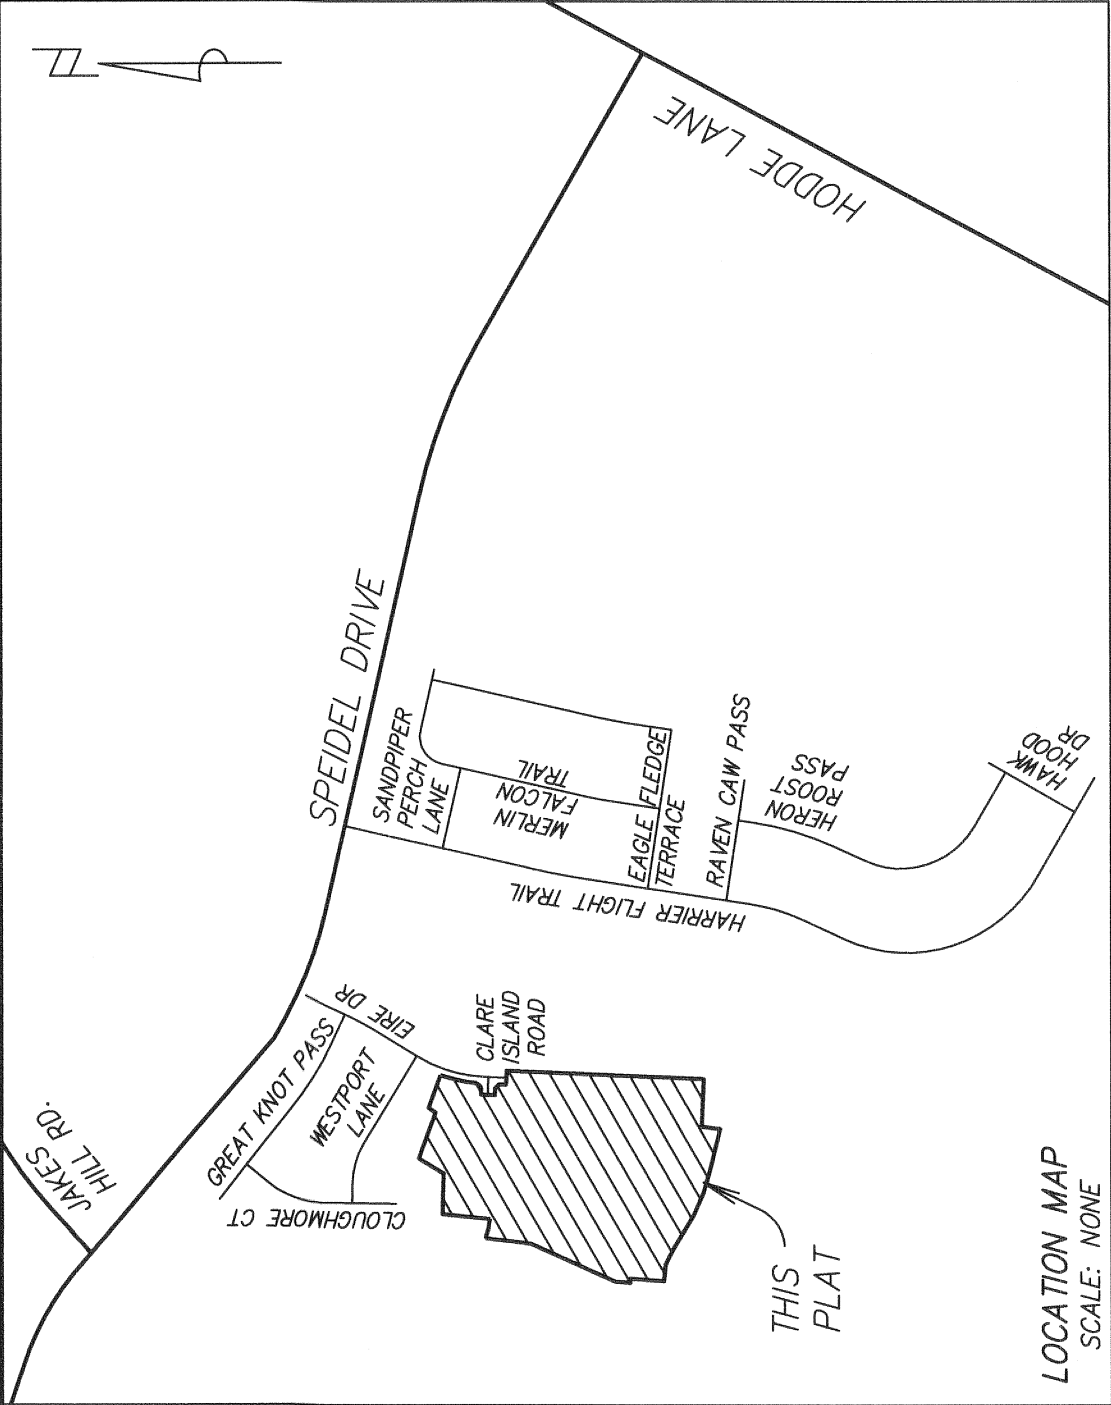 JAKES
HILL RD.
SPEIDEL DRIVE
HODDE LANE
GREAT KNOT PASS
WESTPORT
LANE
CLOUGHMORE CT
EIRE DR
CLARE
ISLAND
ROAD
SANDPIPER
PERCH
LANE
MERLIN
FALCON
TRAIL
EAGLE FLEDGE
TERRACE
HARRIER FLIGHT TRAIL
RAVEN CAW PASS
HERON
ROOST
PASS
HAWK
HOOD
DR
THIS
PLAT
LOCATION MAP
SCALE: NONE
N